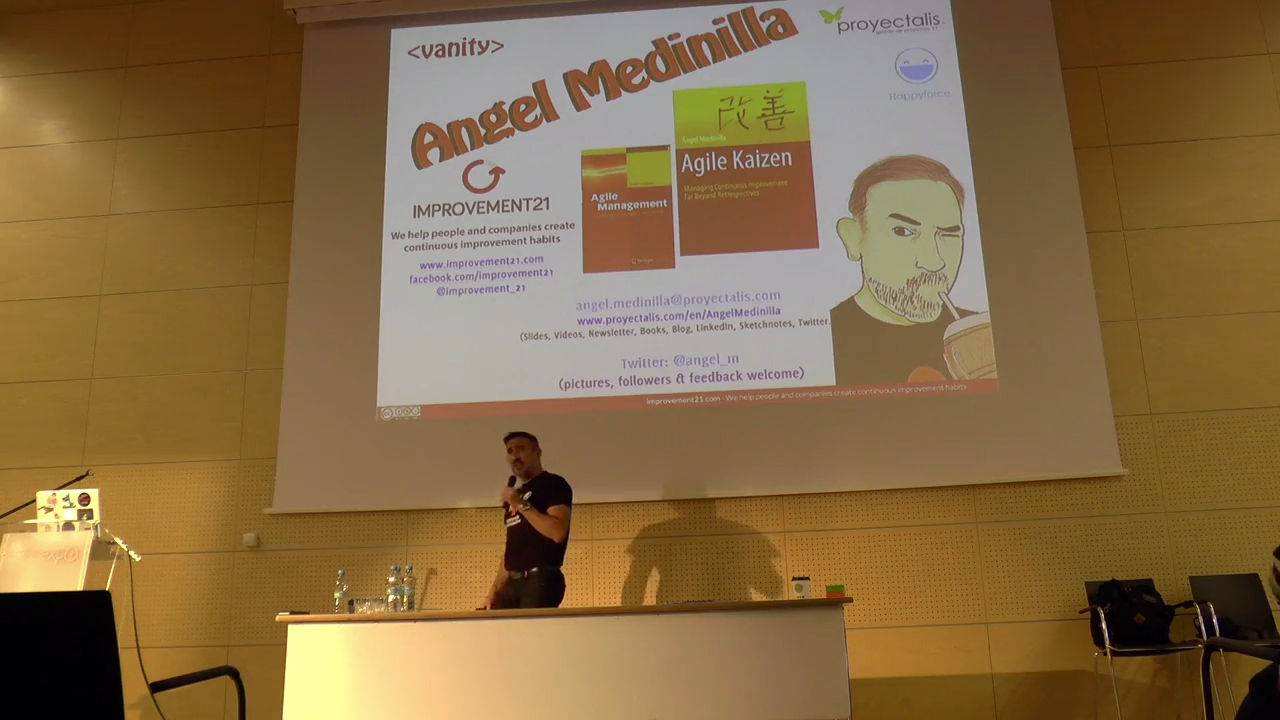 <vanity>
Angel Medinilla
proyectalis
Happyforce
IMPROVEMENT21
We help people and companies create
continuous improvement habits
www.improvement21.com
facebook.com/improvement21
@improvement_21
Agile
Management
改善
Angel Medinilla
Agile Kaizen
Managing Continuous Improvement
Far Beyond Retrospectives
angel.medinilla@proyectalis.com
www.proyectalis.com/en/AngelMedinilla
(Slides, Videos, Newsletter, Books, Blog, Linkedin, Sketchnotes, Twitter
Twitter: @angel_m
(pictures, followers & feedback welcome)
improvement21.com - We help people and companies create continuous improvement habits